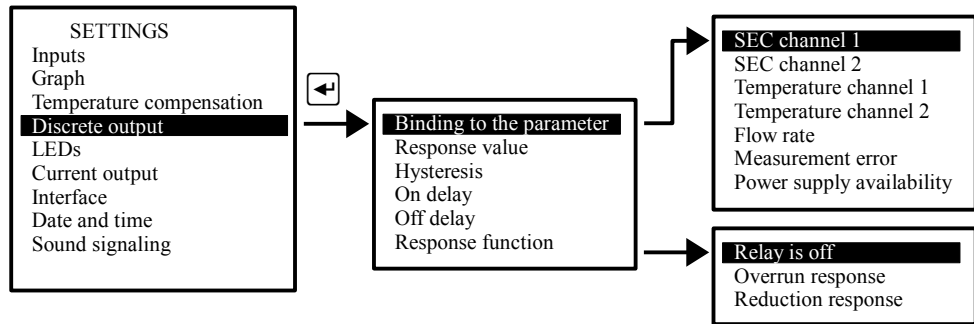 SETTINGS
Inputs
Graph
Temperature compensation
Discrete output
LEDs
Current output
Interface
Date and time
Sound signaling
Binding to the parameter
Response value
Hysteresis
On delay
Off delay
Response function
SEC channel 1
SEC channel 2
Temperature channel 1
Temperature channel 2
Flow rate
Measurement error
Power supply availability
Relay is off
Overrun response
Reduction response